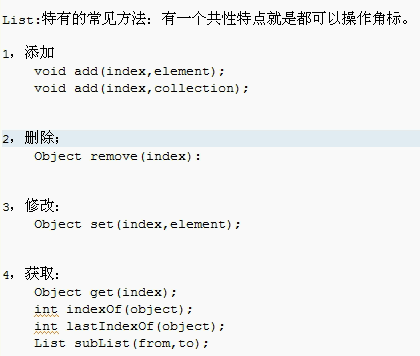 List:特有的常见方法：有一个共性特点就是都可以操作角标。
1，添加
void add(index,element);
void add(index,collection);
2，删除；
Object remove(index):
3，修改：
Object set(index,element);
4，获取：
Object get(index);
int indexOf(object);
int lastIndexOf(object);
List subList(from,to);